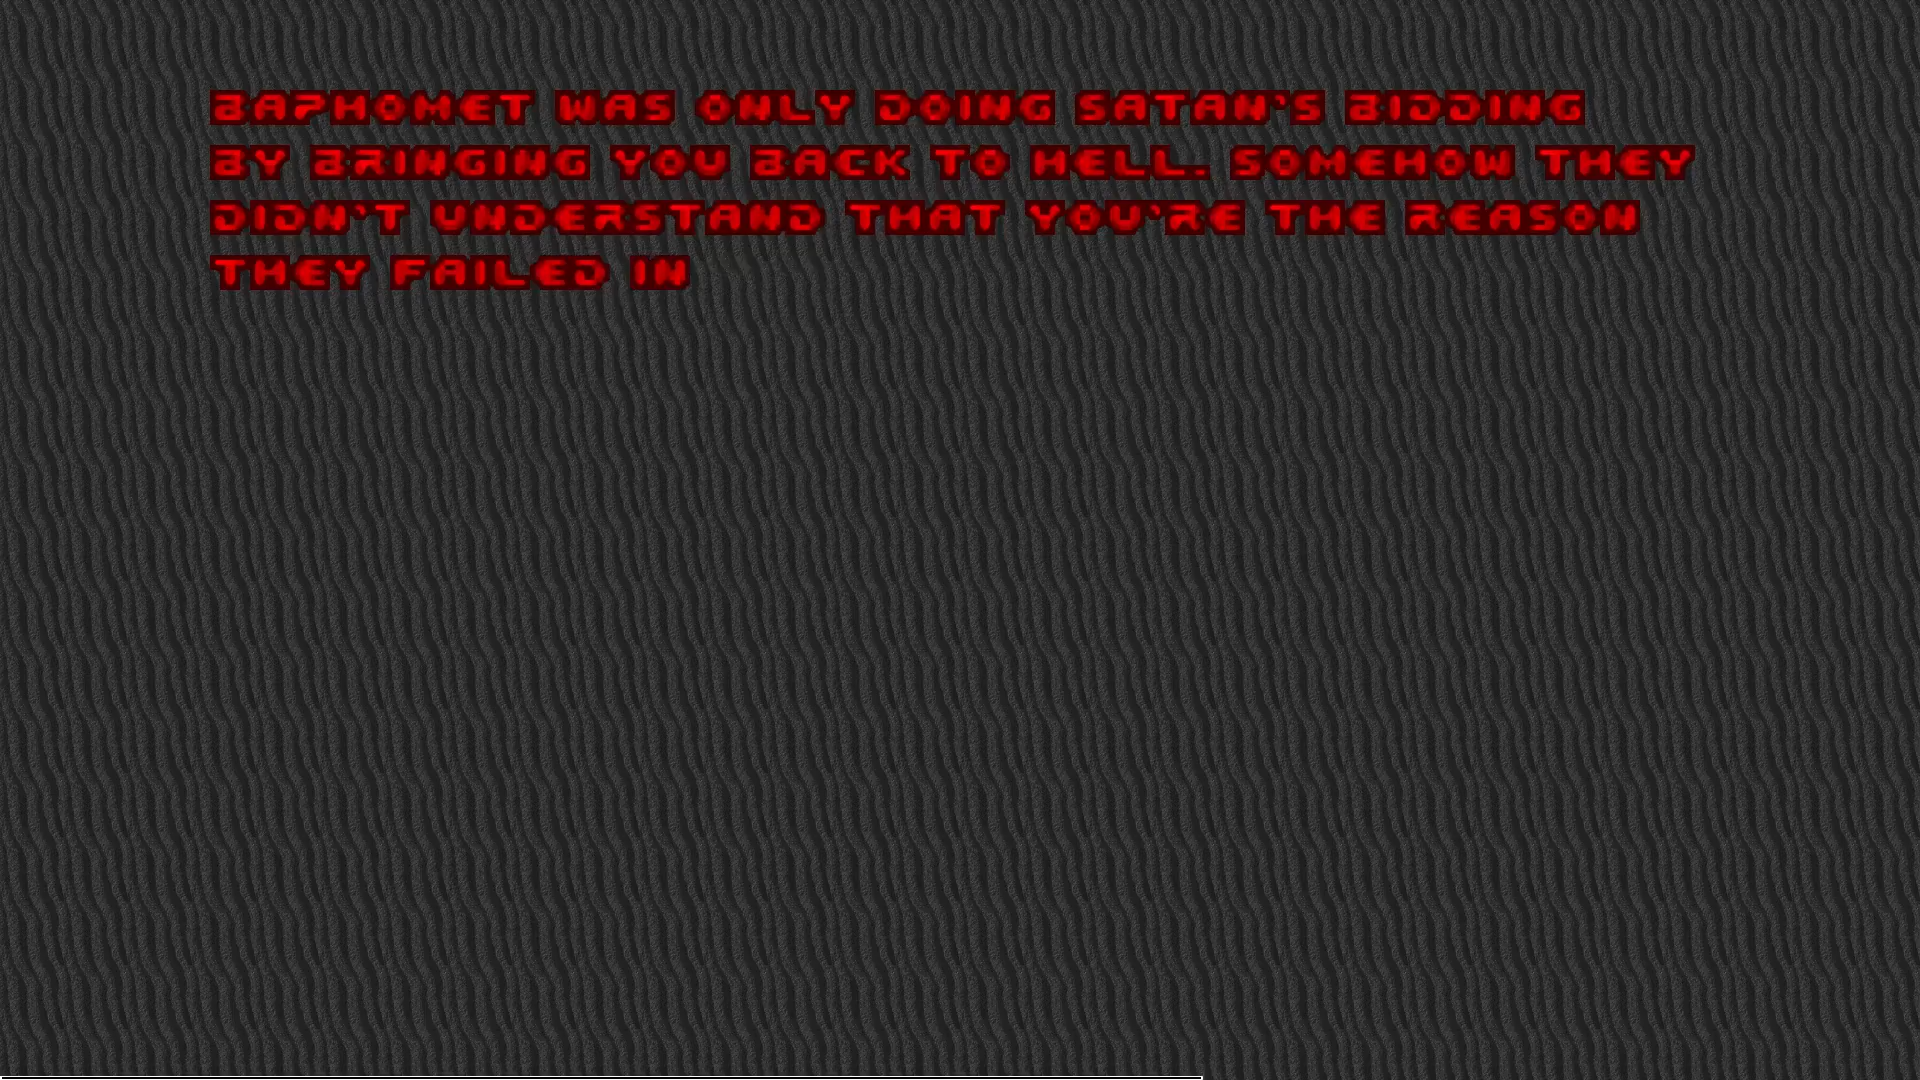 BAPHOMET WAS ONLY DOING SATAN'S BIDDING
BY BRINGING YOU BACK TO HELL. SOMEHOW THEY
DIDN'T UNDERSTAND THAT YOU'RE THE REASON
THEY FAILED IN